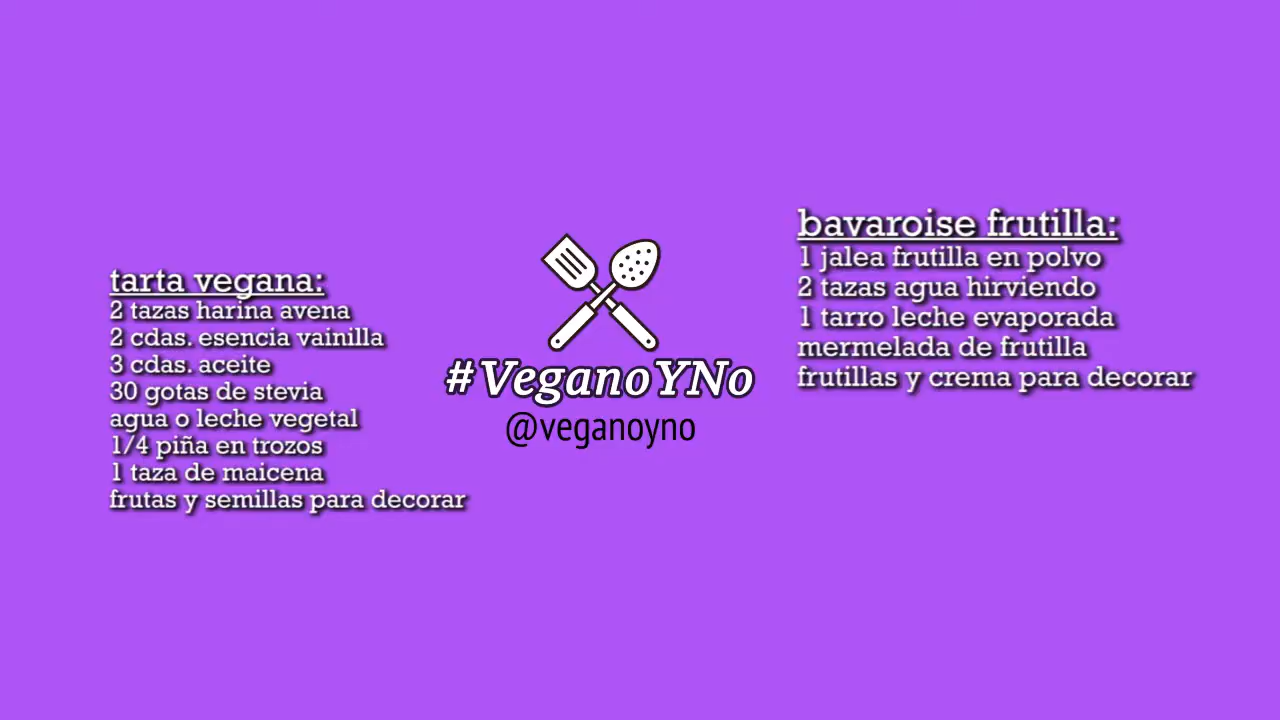 tarta vegana:
2 tazas harina avena
2 cdas. esencia vainilla
3 cdas. aceite
30 gotas de stevia
agua o leche vegetal
1/4 piña en trozos
1 taza de maicena
frutas y semillas para decorar
#VeganoYNo
@veganoyno
bavaroise frutilla:
1 jalea frutilla en polvo
2 tazas agua hirviendo
1 tarro leche evaporada
mermelada de frutilla
frutillas y crema para decorar